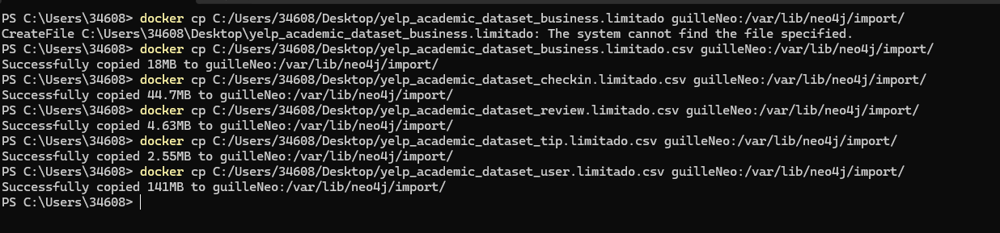 PS C:\Users\34608> docker cp C:/Users/34608/Desktop/yelp_academic_dataset_business.limitado guilleNeo:/var/lib/neo4j/import/
CreateFile C:\Users\34608\Desktop\yelp_academic_dataset_business.limitado: The system cannot find the file specified.
PS C:\Users\34608> docker cp C:/Users/34608/Desktop/yelp_academic_dataset_business.limitado.csv guilleNeo:/var/lib/neo4j/import/
Successfully copied 18MB to guilleNeo:/var/lib/neo4j/import/
PS C:\Users\34608> docker cp C:/Users/34608/Desktop/yelp_academic_dataset_checkin.limitado.csv guilleNeo:/var/lib/neo4j/import/
Successfully copied 44.7MB to guilleNeo:/var/lib/neo4j/import/
PS C:\Users\34608> docker cp C:/Users/34608/Desktop/yelp_academic_dataset_review.limitado.csv guilleNeo:/var/lib/neo4j/import/
Successfully copied 4.63MB to guilleNeo:/var/lib/neo4j/import/
PS C:\Users\34608> docker cp C:/Users/34608/Desktop/yelp_academic_dataset_tip.limitado.csv guilleNeo:/var/lib/neo4j/import/
Successfully copied 2.55MB to guilleNeo:/var/lib/neo4j/import/
PS C:\Users\34608> docker cp C:/Users/34608/Desktop/yelp_academic_dataset_user.limitado.csv guilleNeo:/var/lib/neo4j/import/
Successfully copied 141MB to guilleNeo:/var/lib/neo4j/import/
PS C:\Users\34608>